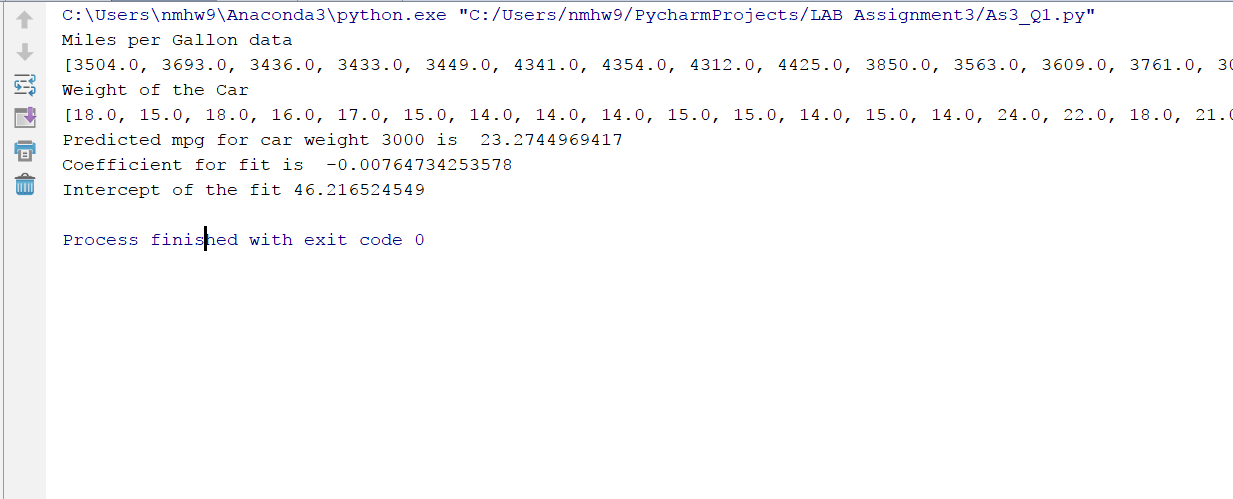 C:\Users\nmhw9\Anaconda3\python.exe "C:/Users/nmhw9/PycharmProjects/LAB Assignment3/As3_Q1.py"
Miles per Gallon data
[3504.0, 3693.0, 3436.0, 3433.0, 3449.0, 4341.0, 4354.0, 4312.0, 4425.0, 3850.0, 3563.0, 3609.0, 3761.0, 30
Weight of the Car
[18.0, 15.0, 18.0, 16.0, 17.0, 15.0, 14.0, 14.0, 14.0, 15.0, 15.0, 14.0, 15.0, 14.0, 24.0, 22.0, 18.0, 21.0
Predicted mpg for car weight 3000 is  23.2744969417
Coefficient for fit is  -0.00764734253578
Intercept of the fit 46.216524549
Process finished with exit code 0